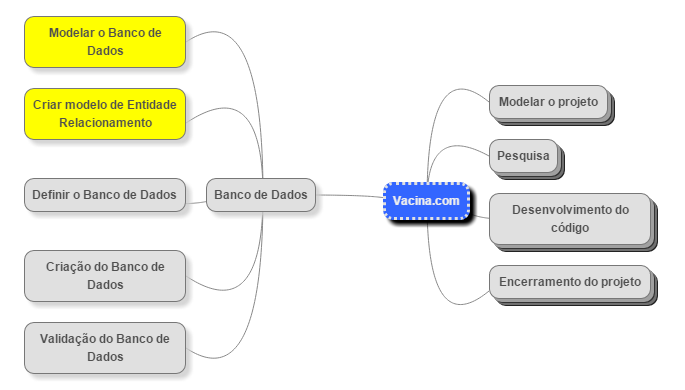 Modelar o Banco de
Dados
Criar modelo de Entidade
Relacionamento
Definir o Banco de Dados
Criação do Banco de
Dados
Validação do Banco de
Dados
Banco de Dados
Vacina.com
Modelar o projeto
Pesquisa
Desenvolvimento do
código
Encerramento do projeto